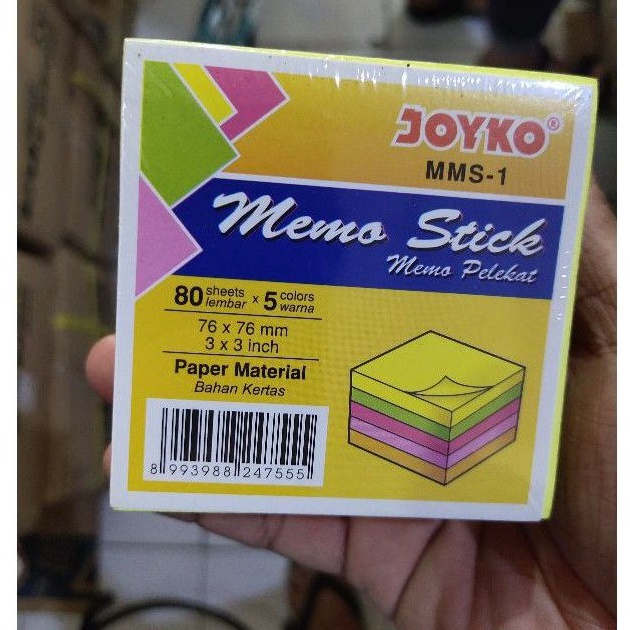 JOYKO®
MMS-1
Memo Stick
Memo Pelekat
80 sheets x 5 colors
lembar warna
76 x 76 mm
3 x 3 inch
Paper Material
Bahan Kertas
8 993988 247555